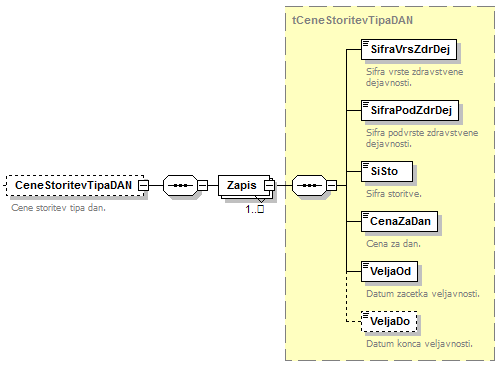 tCeneStoritevTipaDAN
SifraVrsZdrDej
Sifra vrste zdravstvene
dejavnosti.
SifraPodZdrDej
Sifra podvrste zdravstvene
dejavnosti.
CeneStoritevTipaDAN
Cene storitev tipa dan.
Zapis
1..
SiSto
Sifra storitve.
CenaZaDan
Cena za dan.
VeljaOd
Datum zacetka veljavnosti.
VeljaDo
Datum konca veljavnosti.